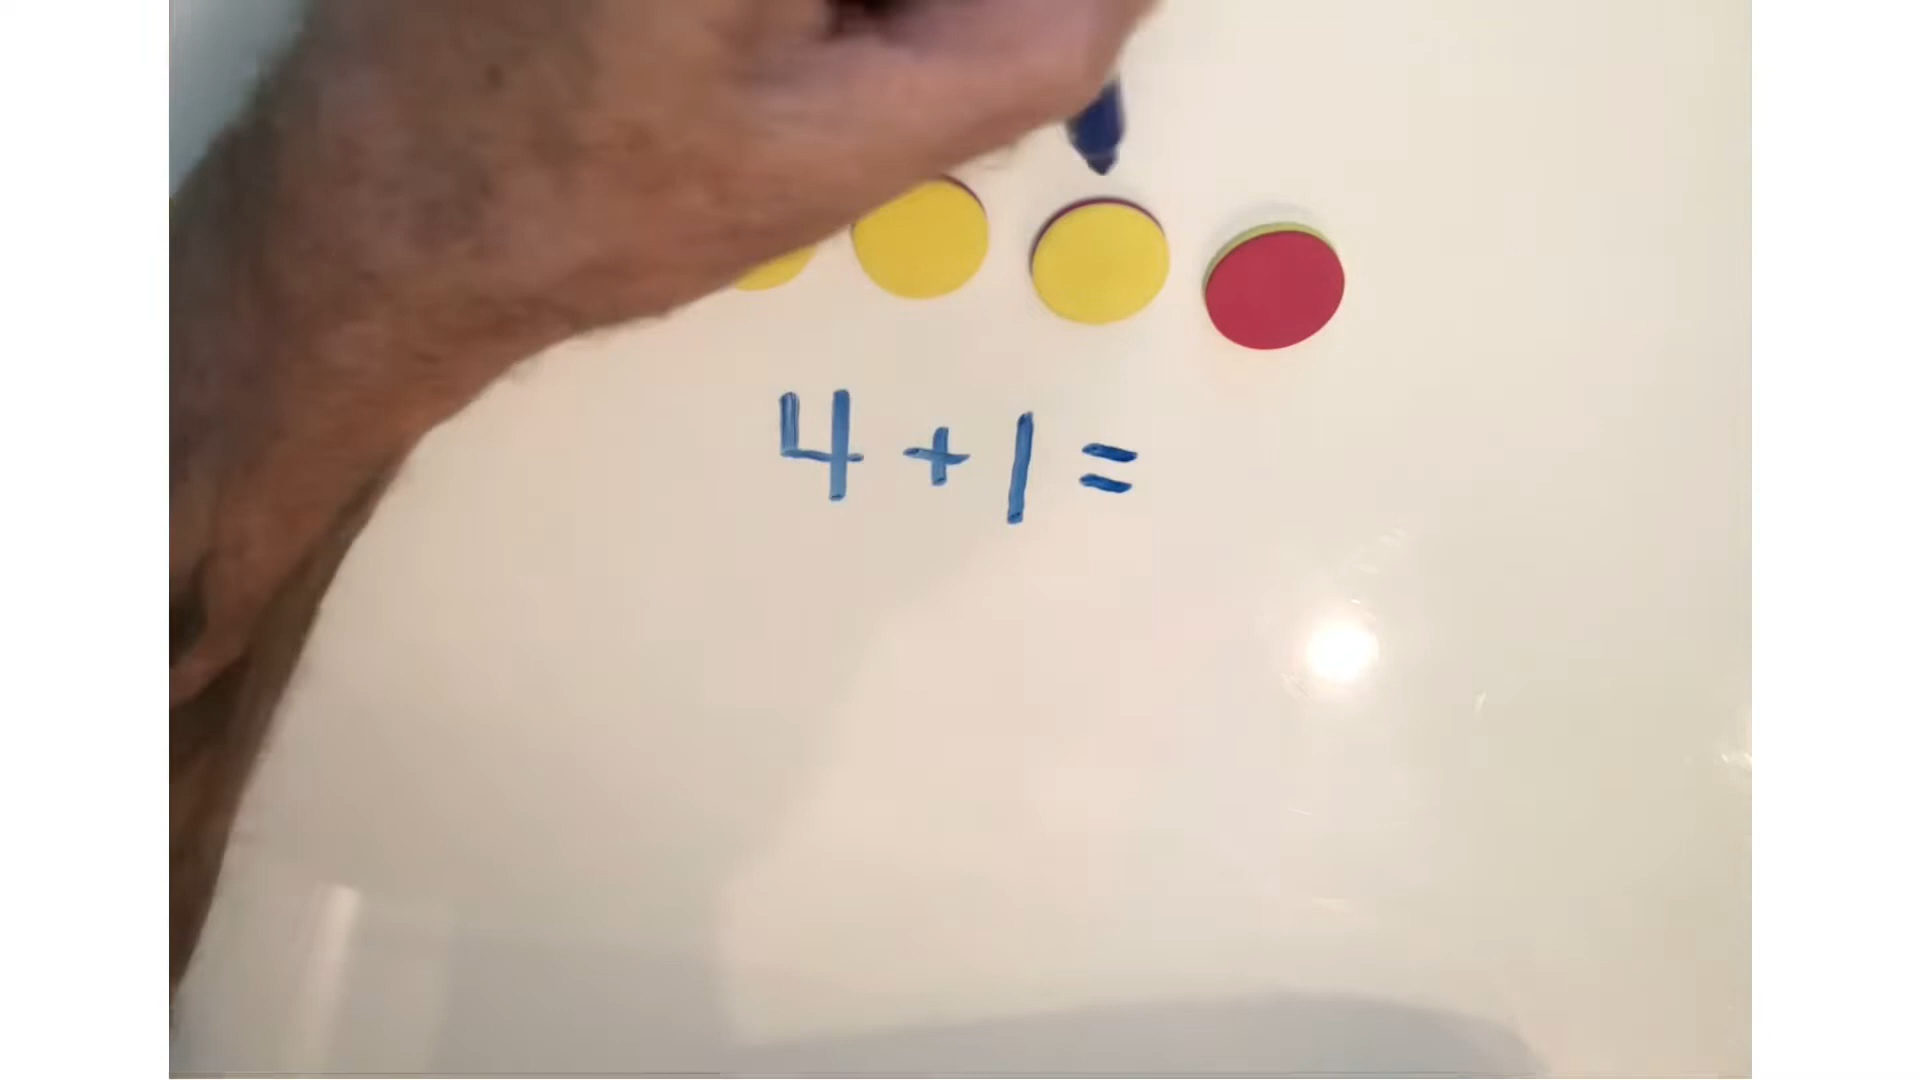 4 + 1 =